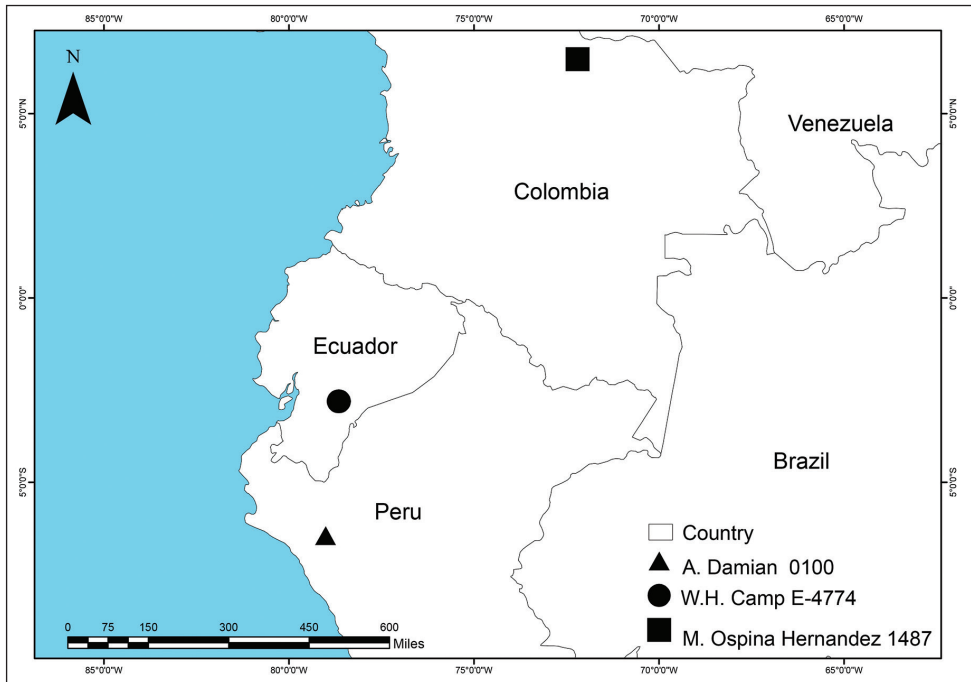 85°0'0"W
80°0'0"W
75°0'0"W
70°0'0"W
65°0'0"W
N
5°0'0"N
5°0'0"N
Venezuela
Colombia
0°0'0"
0°0'0"
Ecuador
Brazil
5°0'0"S
5°0'0"S
Peru
Country
A. Damian 0100
W.H. Camp E-4774
M. Ospina Hernandez 1487
0 75 150 300 450 600
Miles
85°0'0"W
80°0'0"W
75°0'0"W
70°0'0"W
65°0'0"W